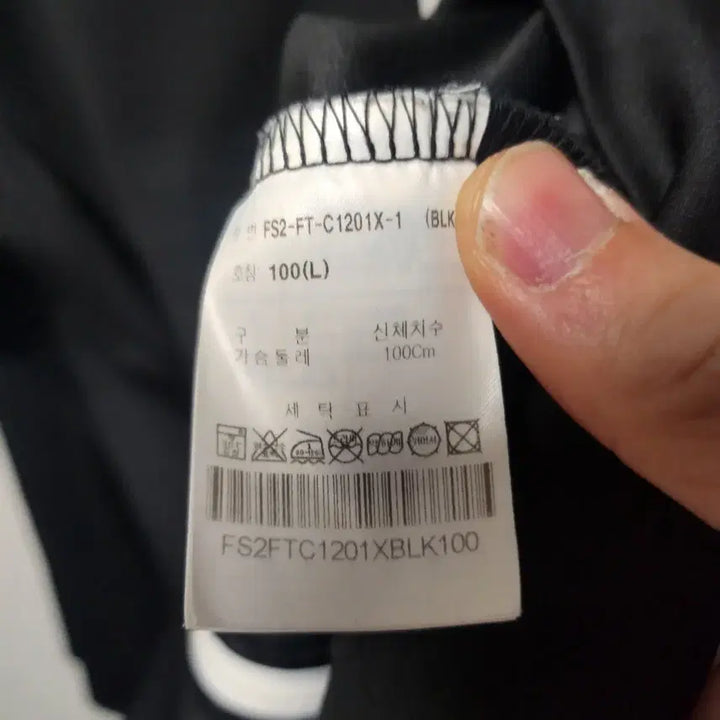 번 FS2-FT-C1201X-1 (BLK
호칭 100(L)
구 분 신체치수
가슴둘레 100Cm
세 탁 표 시
FS2FTC1201XBLK100